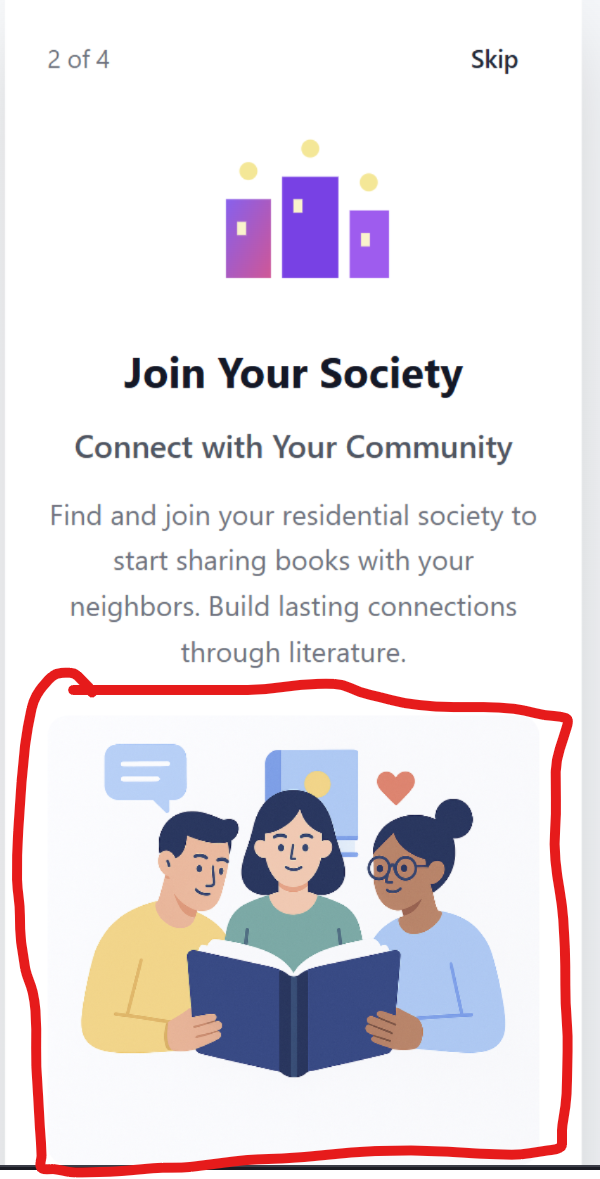 2 of 4
Skip
Join Your Society
Connect with Your Community
Find and join your residential society to
start sharing books with your
neighbors. Build lasting connections
through literature.